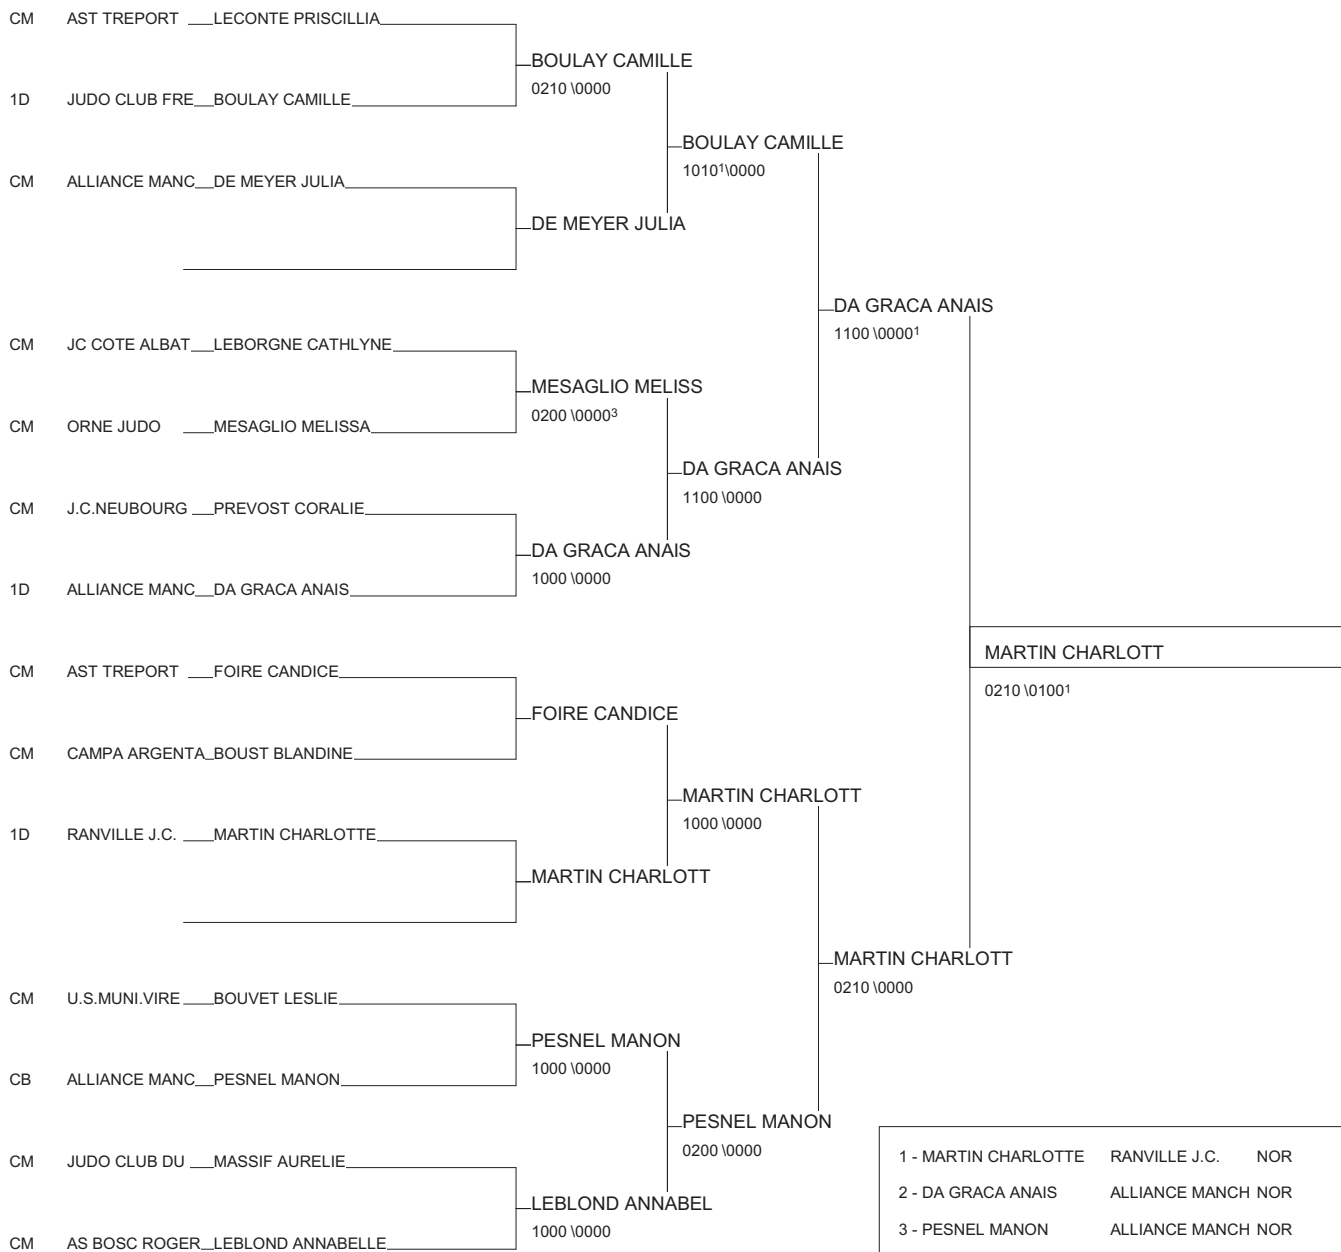 CM AST TREPORT LECONTE PRISCILLIA
BOULAY CAMILLE
0210 \0000
1D JUDO CLUB FRE BOULAY CAMILLE
BOULAY CAMILLE
1010¹\0000
CM ALLIANCE MANC DE MEYER JULIA
DE MEYER JULIA
DA GRACA ANAIS
1100 \0000¹
CM JC COTE ALBAT LEBORGNE CATHLYNE
MESAGLIO MELISS
0200 \0000³
CM ORNE JUDO MESAGLIO MELISSA
DA GRACA ANAIS
1100 \0000
CM J.C.NEUBOURG PREVOST CORALIE
DA GRACA ANAIS
1000 \0000
1D ALLIANCE MANC DA GRACA ANAIS
MARTIN CHARLOTT
0210 \0100¹
CM AST TREPORT FOIRE CANDICE
FOIRE CANDICE
CM CAMPA ARGENTA BOUST BLANDINE
MARTIN CHARLOTT
1000 \0000
1D RANVILLE J.C. MARTIN CHARLOTTE
MARTIN CHARLOTT
MARTIN CHARLOTT
0210 \0000
CM U.S.MUNI.VIRE BOUVET LESLIE
PESNEL MANON
1000 \0000
CB ALLIANCE MANC PESNEL MANON
PESNEL MANON
0200 \0000
CM JUDO CLUB DU MASSIF AURELIE
LEBLOND ANNABEL
1000 \0000
CM AS BOSC ROGER LEBLOND ANNABELLE
1 - MARTIN CHARLOTTE RANVILLE J.C. NOR
2 - DA GRACA ANAIS ALLIANCE MANCH NOR
3 - PESNEL MANON ALLIANCE MANCH NOR